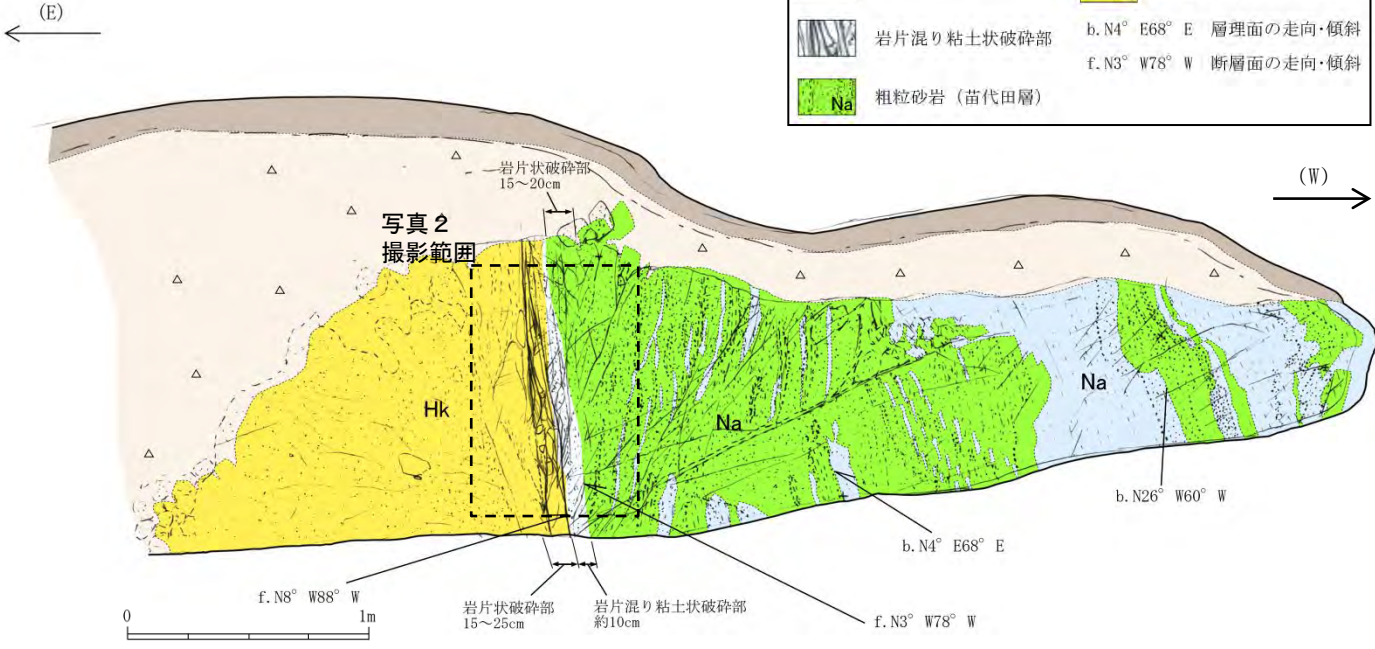 (E)
岩片混り粘土状破砕部
b.N4° E68° E 層理面の走向・傾斜
f.N3° W78° W 断層面の走向・傾斜
Na
粗粒砂岩 (苗代田層)
(W)
岩片状破砕部
15~20cm
写真2
撮影範囲
Hk
Na
Na
b.N26° W60° W
b.N4° E68° E
f.N8° W88° W
岩片状破砕部
15~25cm
岩片混り粘土状破砕部
約10cm
f.N3° W78° W
0
1m